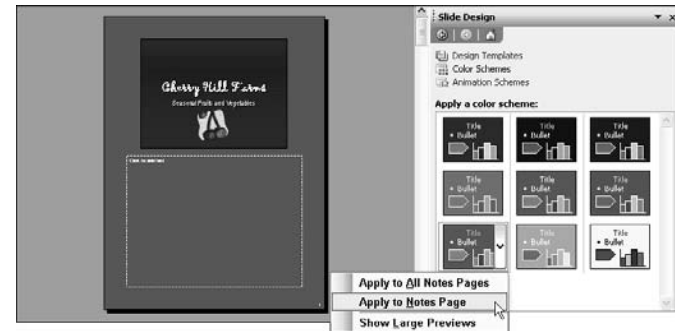 Cherry Hill Farms
Seasonal Fruits and Vegetables
Slide Design
Design Templates
Color Schemes
Animation Schemes
Apply a color scheme:
Title
• Bullet
Title
• Bullet
Title
• Bullet
Title
• Bullet
Title
• Bullet
Title
• Bullet
Title
• Bullet
Title
• Bullet
Title
• Bullet
Apply to All Notes Pages
Apply to Notes Page
Show Large Previews